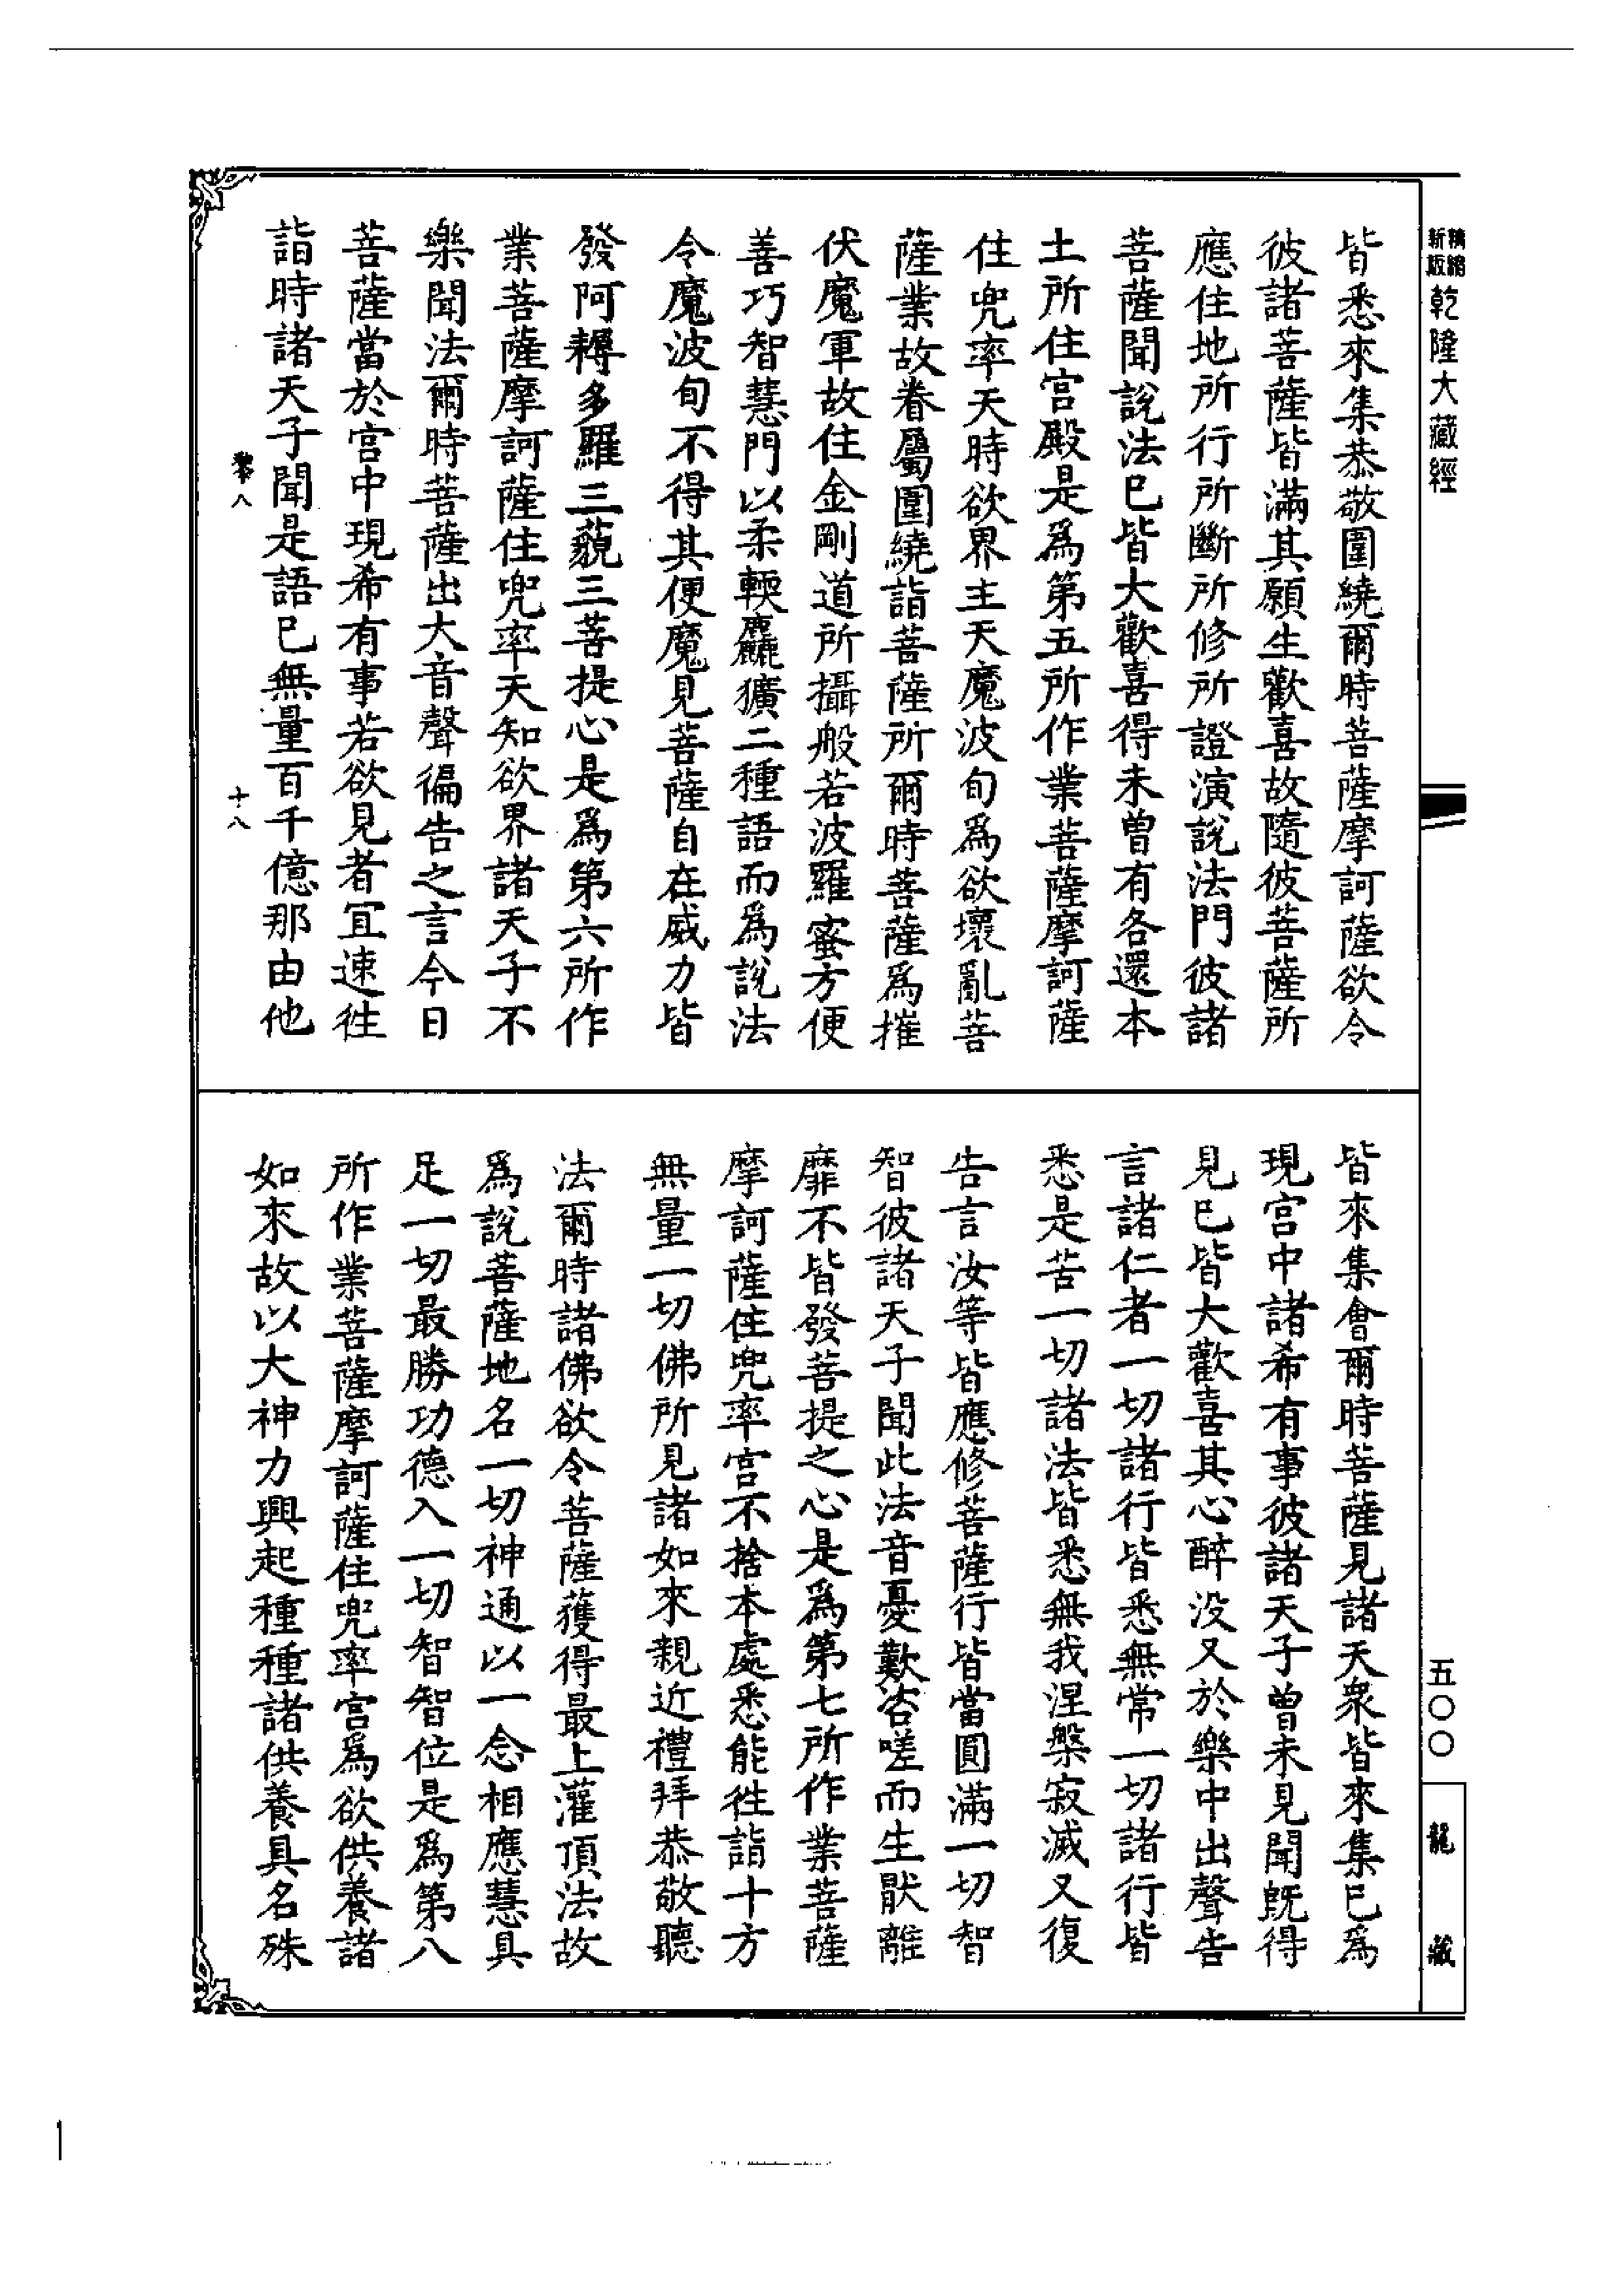 精縮
新版
乾隆大藏經
皆悉來集恭敬圍繞爾時菩薩摩訶薩欲令
彼諸菩薩皆滿其願生歡喜故隨彼菩薩所
應住地所行所斷所修所證演說法門彼諸
菩薩聞說法已皆大歡喜得未曾有各還本
土所住宮殿是爲第五所作業菩薩摩訶薩
住兜率天時欲界主天魔波旬爲欲壞亂菩
薩業故眷屬圍繞詣菩薩所爾時菩薩爲摧
伏魔軍故住金剛道所攝般若波羅蜜方便
善巧智慧門以柔輭麤獷二種語而爲說法
令魔波旬不得其便魔見菩薩自在威力皆
發阿耨多羅三藐三菩提心是爲第六所作
業菩薩摩訶薩住兜率天知欲界諸天子不
樂聞法爾時菩薩出大音聲徧告之言今日
菩薩當於宮中現希有事若欲見者宜速往
詣時諸天子聞是語已無量百千億那由他
黎八
十八
皆來集會爾時菩薩見諸天衆皆來集已爲
現宮中諸希有事彼諸天子曾未見聞旣得
見已皆大歡喜其心醉没又於樂中出聲告
言諸仁者一切諸行皆悉無常一切諸行皆
悉是苦一切諸法皆悉無我涅槃寂滅又復
告言汝等皆應修菩薩行皆當圓滿一切智
智彼諸天子聞此法音憂歎咨嗟而生厭離
靡不皆發菩提之心是爲第七所作業菩薩
摩訶薩住兜率宮不捨本處悉能往詣十方
無量一切佛所見諸如來親近禮拜恭敬聽
法爾時諸佛欲令菩薩獲得最上灌頂法故
爲說菩薩地名一切神通以一念相應慧具
足一切最勝功德入一切智智位是爲第八
所作業菩薩摩訶薩住兜率宮爲欲供養諸
如來故以大神力興起種種諸供養具名殊
五〇〇
龍藏